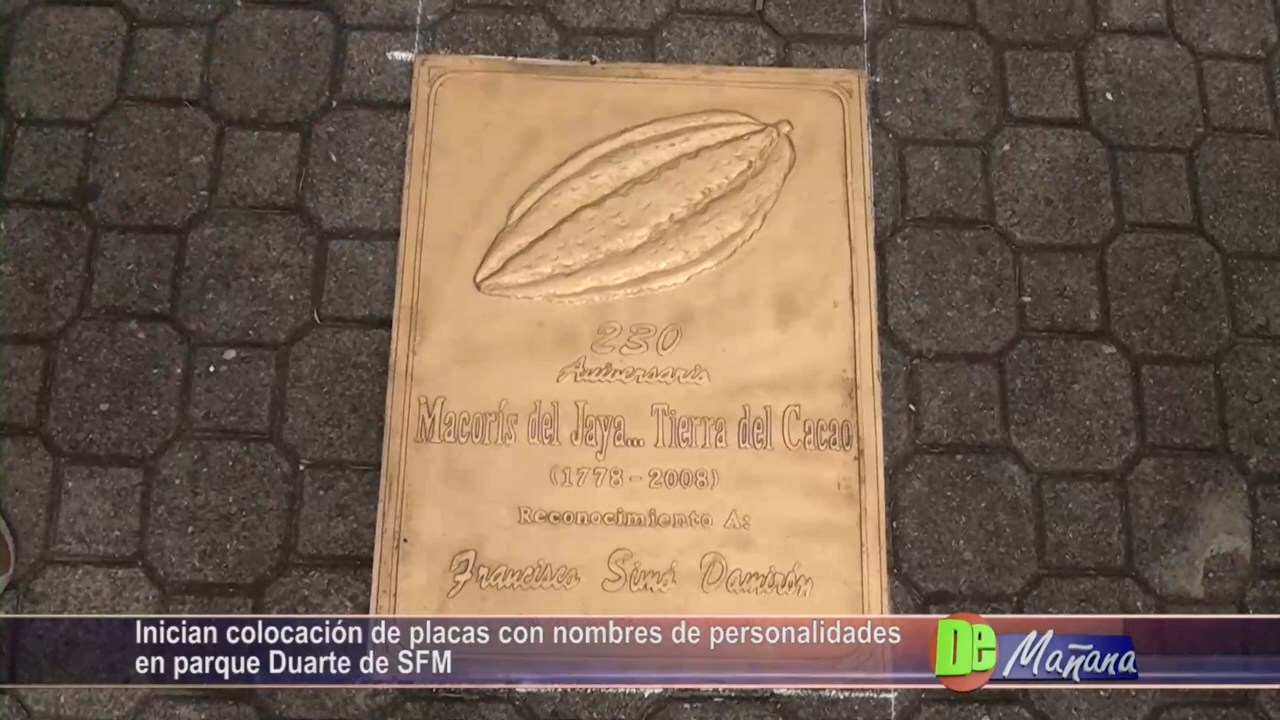 230
Aniversario
Macorís del Jaya... Tierra del Cacao
(1778-2008)
Reconocimiento A:
Francisco Simó Damirón
Inician colocación de placas con nombres de personalidades
en parque Duarte de SFM
De Mañana